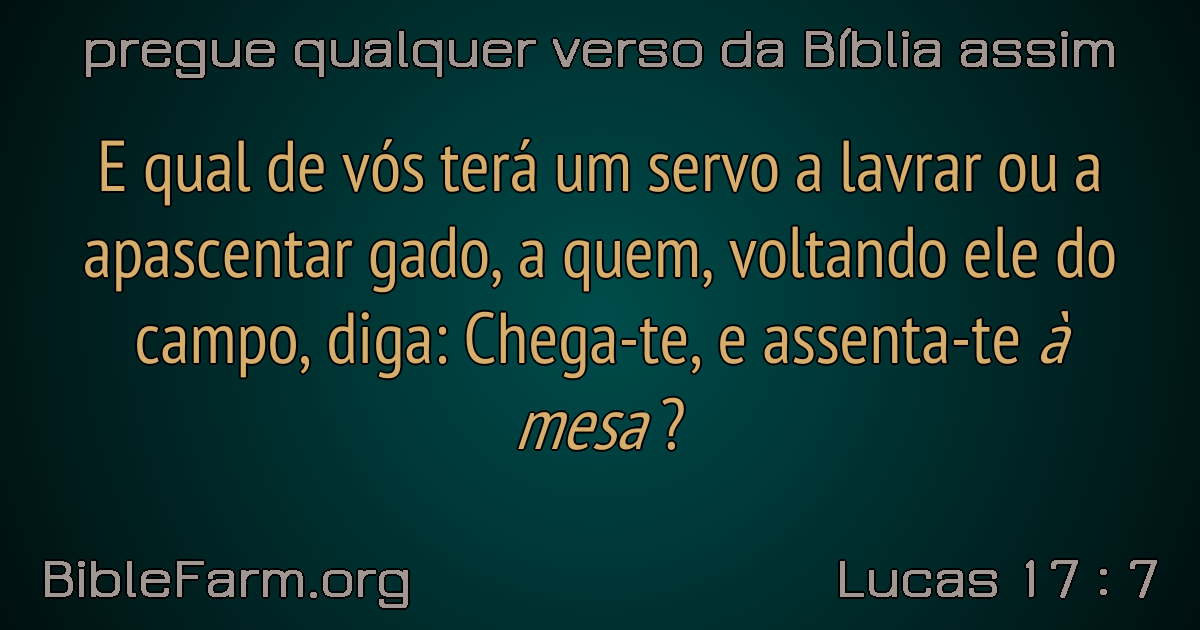 pregue qualquer verso da Bíblia assim
E qual de vós terá um servo a lavrar ou a
apascentar gado, a quem, voltando ele do
campo, diga: Chega-te, e assenta-te à
mesa ?
BibleFarm.org
Lucas 17 : 7